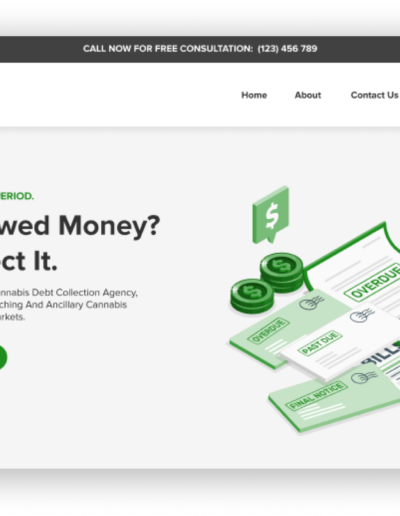 CALL NOW FOR FREE CONSULTATION: (123) 456 789
Home About Contact Us
ERIOD.
wed Money?
ct It.
nnabis Debt Collection Agency,
ching And Ancillary Cannabis
rkets.
OVERDUE
OVERDUE
PAST DUE
BILL
FINAL NOTICE